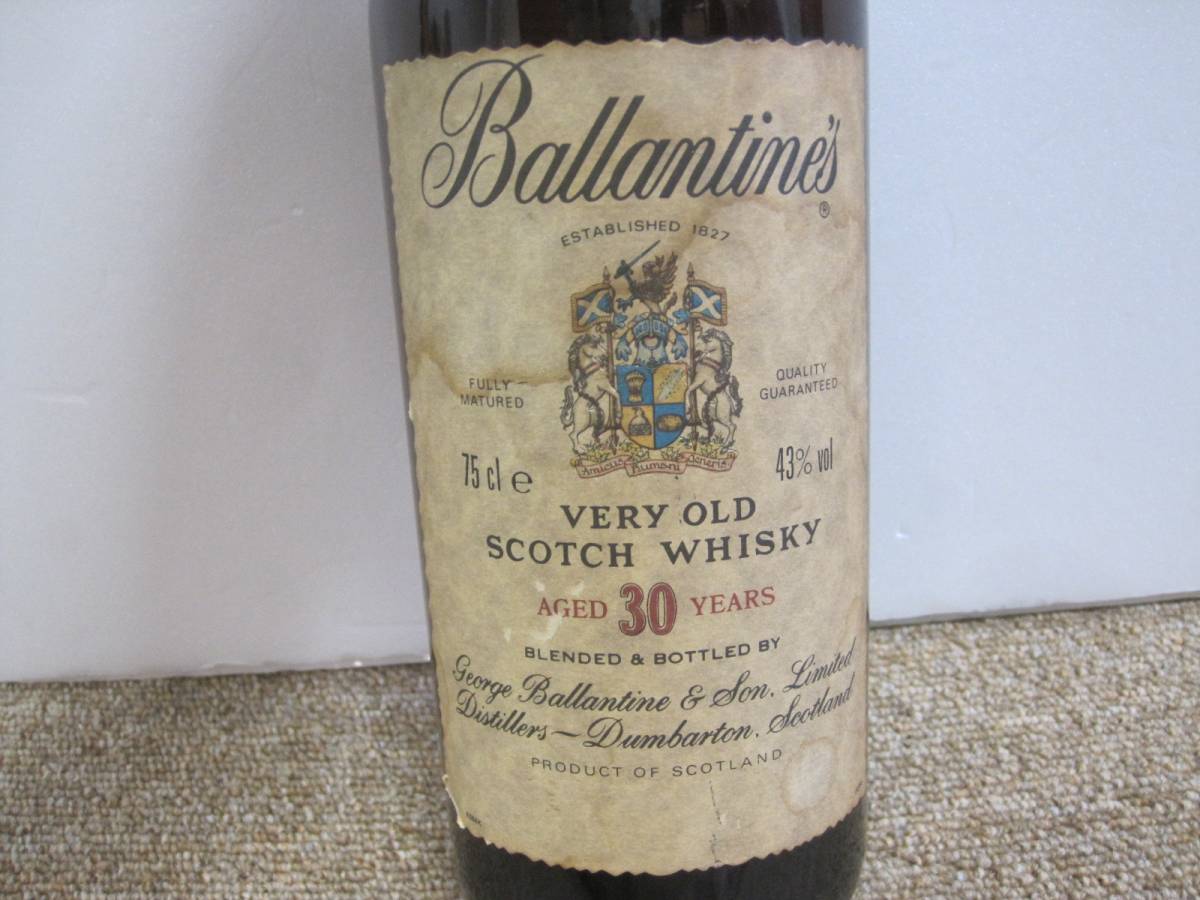 Ballantine's
®
ESTABLISHED 1827
FULLY
MATURED
QUALITY
GUARANTEED
75 cl e
43% vol
Amicus Humani Generis
VERY OLD
SCOTCH WHISKY
AGED 30 YEARS
BLENDED & BOTTLED BY
George Ballantine & Son, Limited
Distillers — Dumbarton, Scotland
PRODUCT OF SCOTLAND